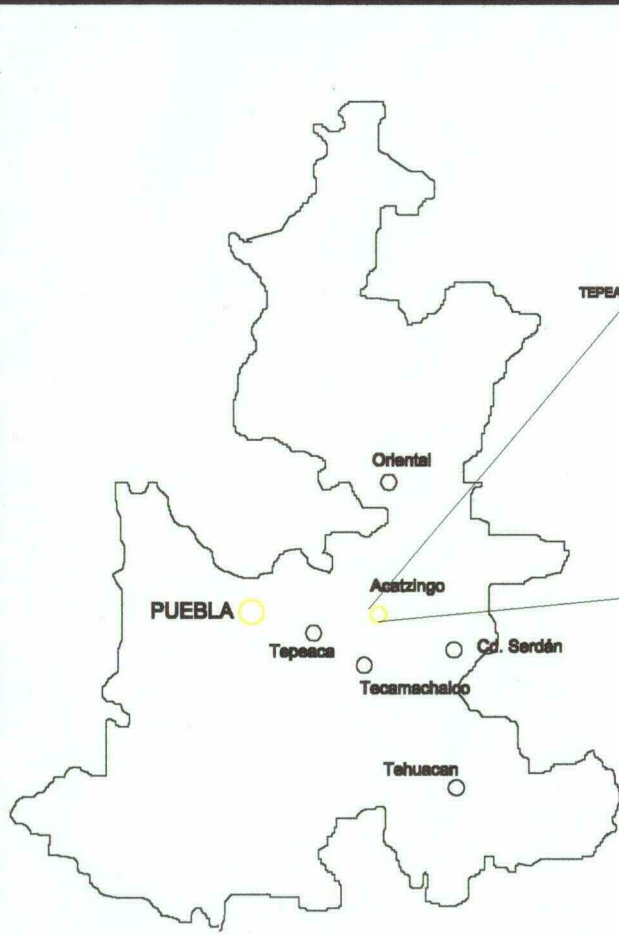 TEPEA
Oriental
Acatzingo
PUEBLA
Tepeaca
Cd. Serdán
Tecamachalco
Tehuacan